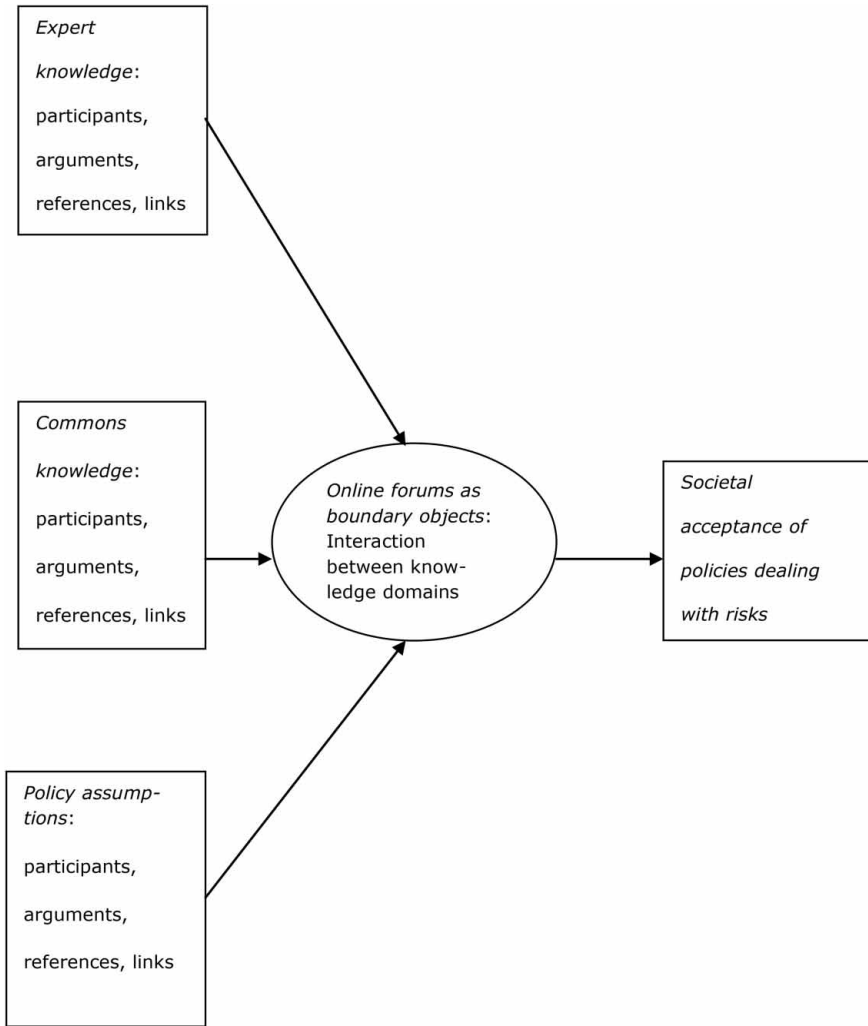 Expert
knowledge:
participants,
arguments,
references, links
Commons
knowledge:
participants,
arguments,
references, links
Online forums as
boundary objects:
Interaction
between know-
ledge domains
Societal
acceptance of
policies dealing
with risks
Policy assump-
tions:
participants,
arguments,
references, links